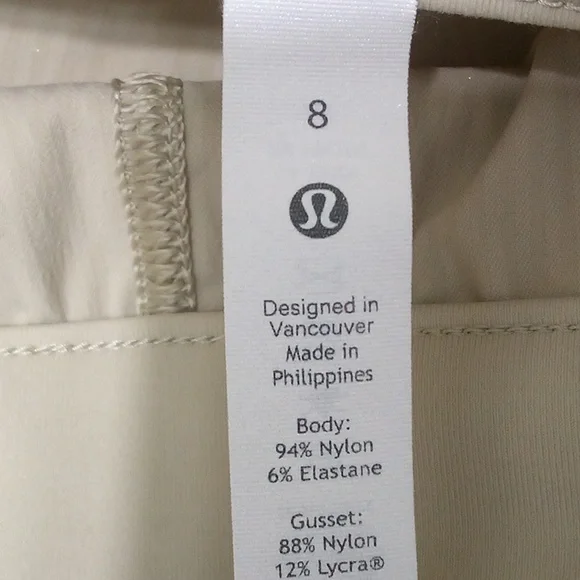 8
Designed in
Vancouver
Made in
Philippines
Body:
94% Nylon
6% Elastane
Gusset:
88% Nylon
12% Lycra®